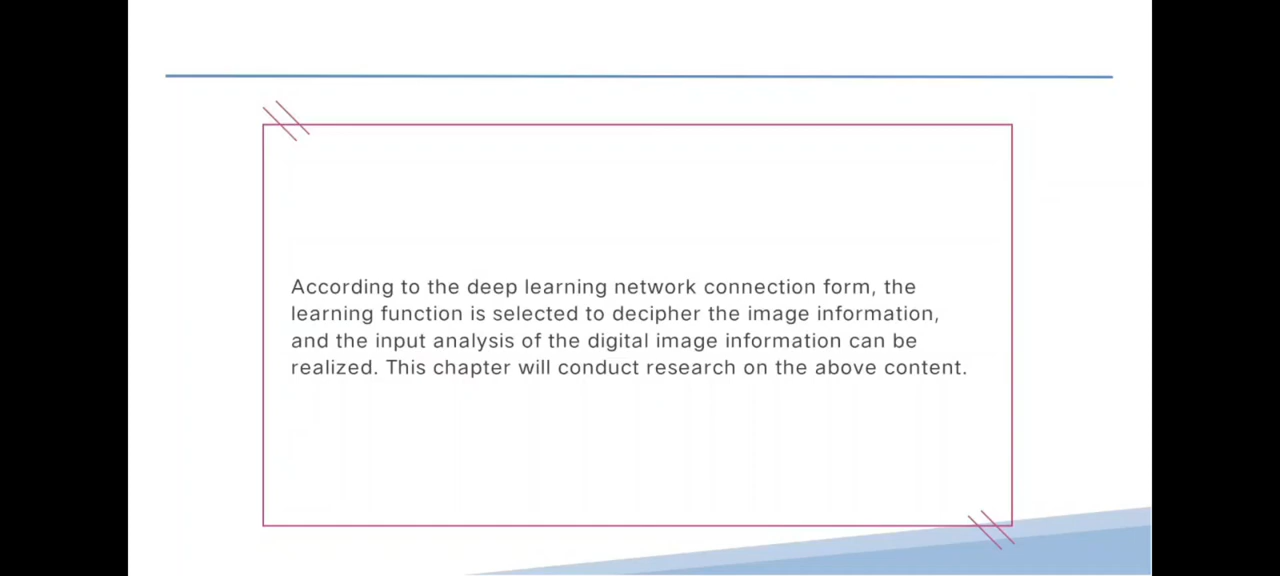 According to the deep learning network connection form, the
learning function is selected to decipher the image information,
and the input analysis of the digital image information can be
realized. This chapter will conduct research on the above content.